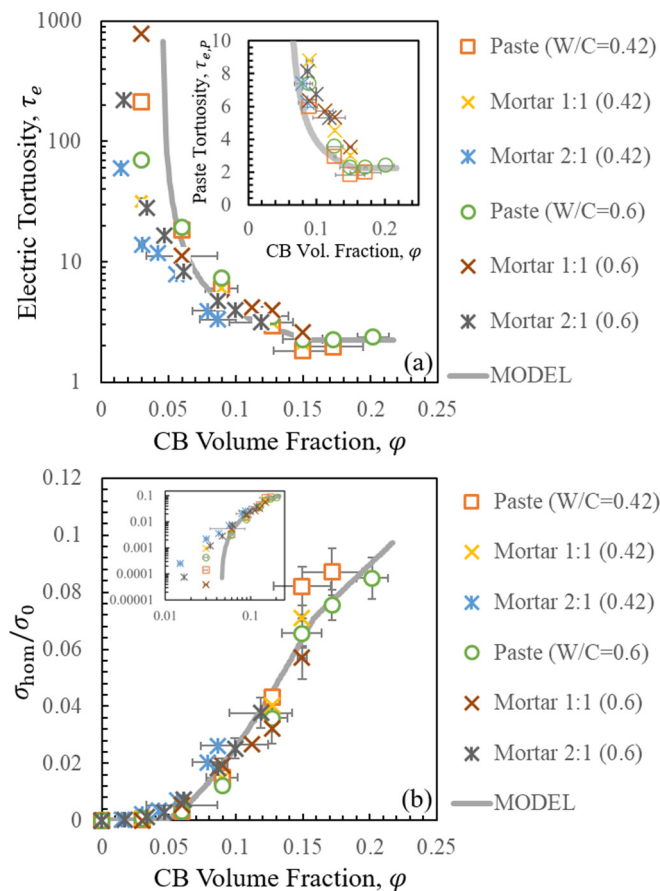 Electric Tortuosity, τe
1000
100
10
1
Paste Tortuosity, τe,P
10
8
6
4
2
0
0
0.1
0.2
CB Vol. Fraction, φ
(a)
0
0.05
0.1
0.15
0.2
0.25
CB Volume Fraction, φ
Paste (W/C=0.42)
Mortar 1:1 (0.42)
Mortar 2:1 (0.42)
Paste (W/C=0.6)
Mortar 1:1 (0.6)
Mortar 2:1 (0.6)
MODEL
σhom/σ0
0.12
0.1
0.08
0.06
0.04
0.02
0
0.1
0.01
0.001
0.0001
0.00001
0.01
0.1
(b)
0
0.05
0.1
0.15
0.2
0.25
CB Volume Fraction, φ
Paste (W/C=0.42)
Mortar 1:1 (0.42)
Mortar 2:1 (0.42)
Paste (W/C=0.6)
Mortar 1:1 (0.6)
Mortar 2:1 (0.6)
MODEL